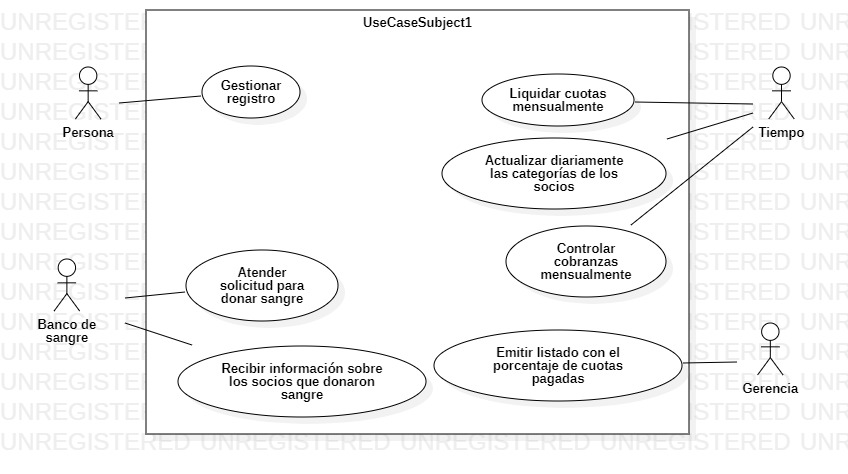 UseCaseSubject1
Gestionar
registro
Persona
Liquidar cuotas
mensualmente
Tiempo
Actualizar diariamente
las categorías de los
socios
Controlar
cobranzas
mensualmente
Atender
solicitud para
donar sangre
Banco de
sangre
Recibir información sobre
los socios que donaron
sangre
Emitir listado con el
porcentaje de cuotas
pagadas
Gerencia
UNREGISTERED UNREGISTERED UNREGISTERED